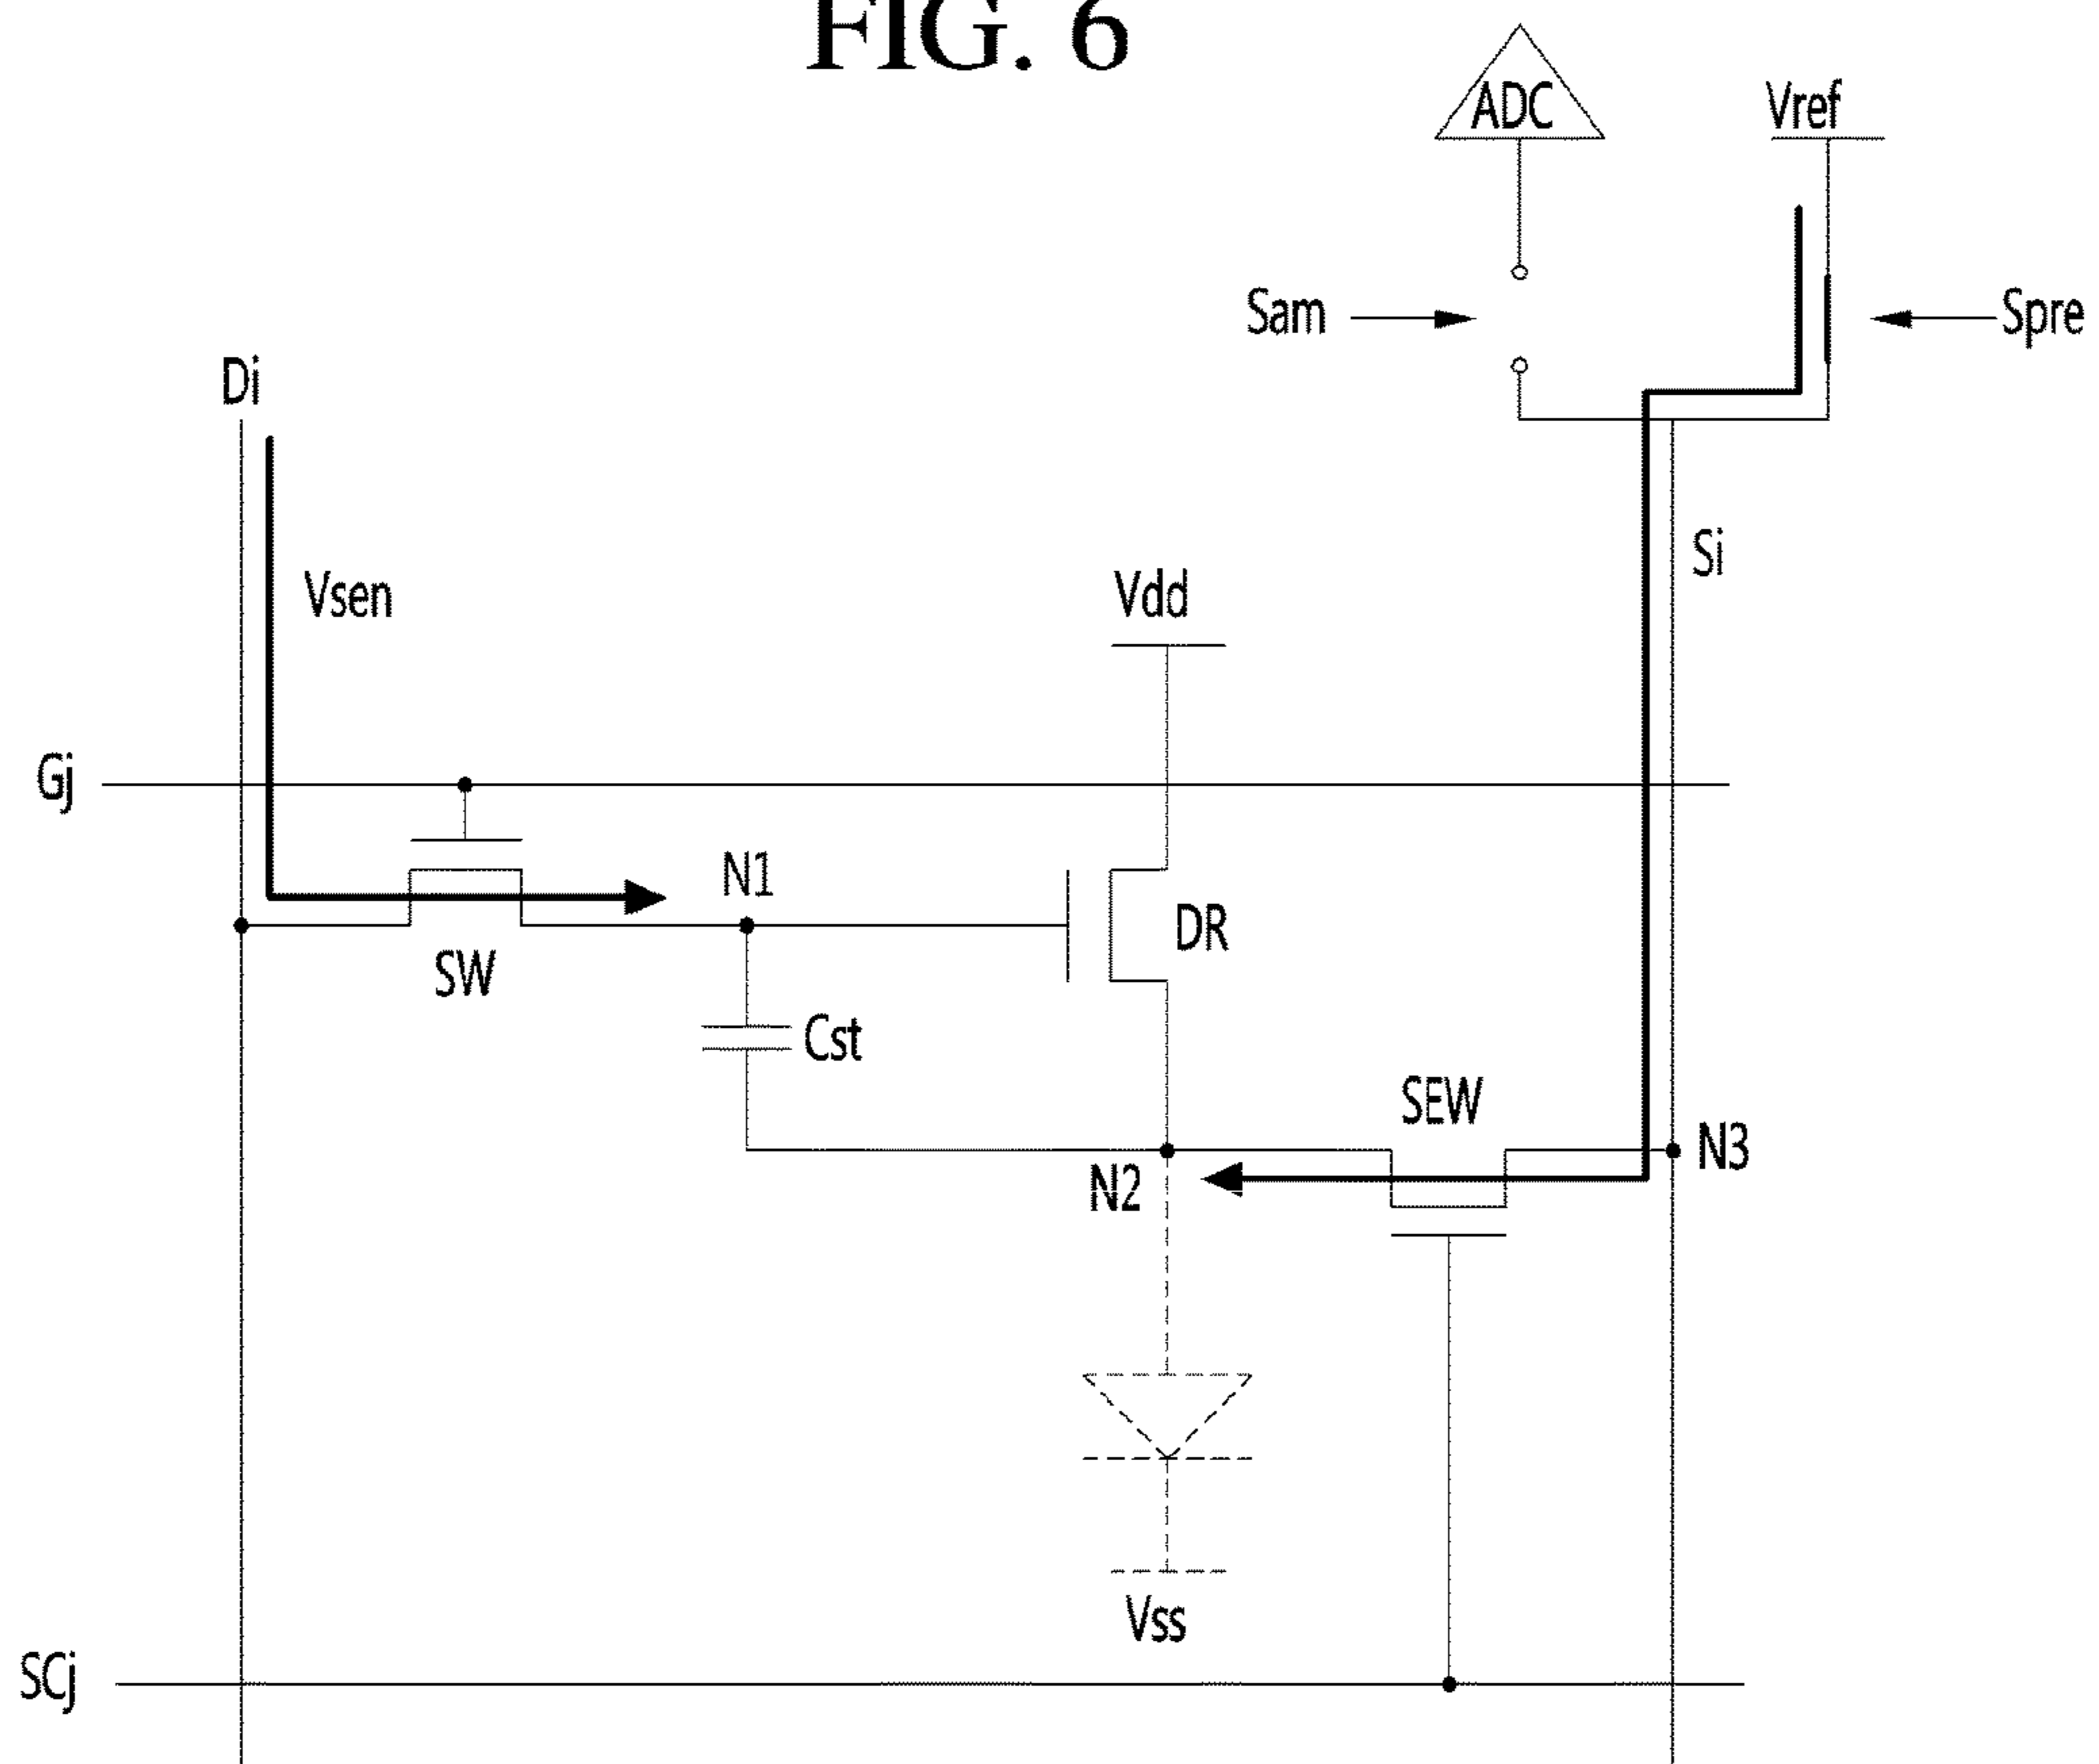 FIG. 6
ADC
Vref
Sam
Spre
Di
Si
Vsen
Vdd
Gj
N1
DR
SW
Cst
SEW
N3
N2
Vss
SCj